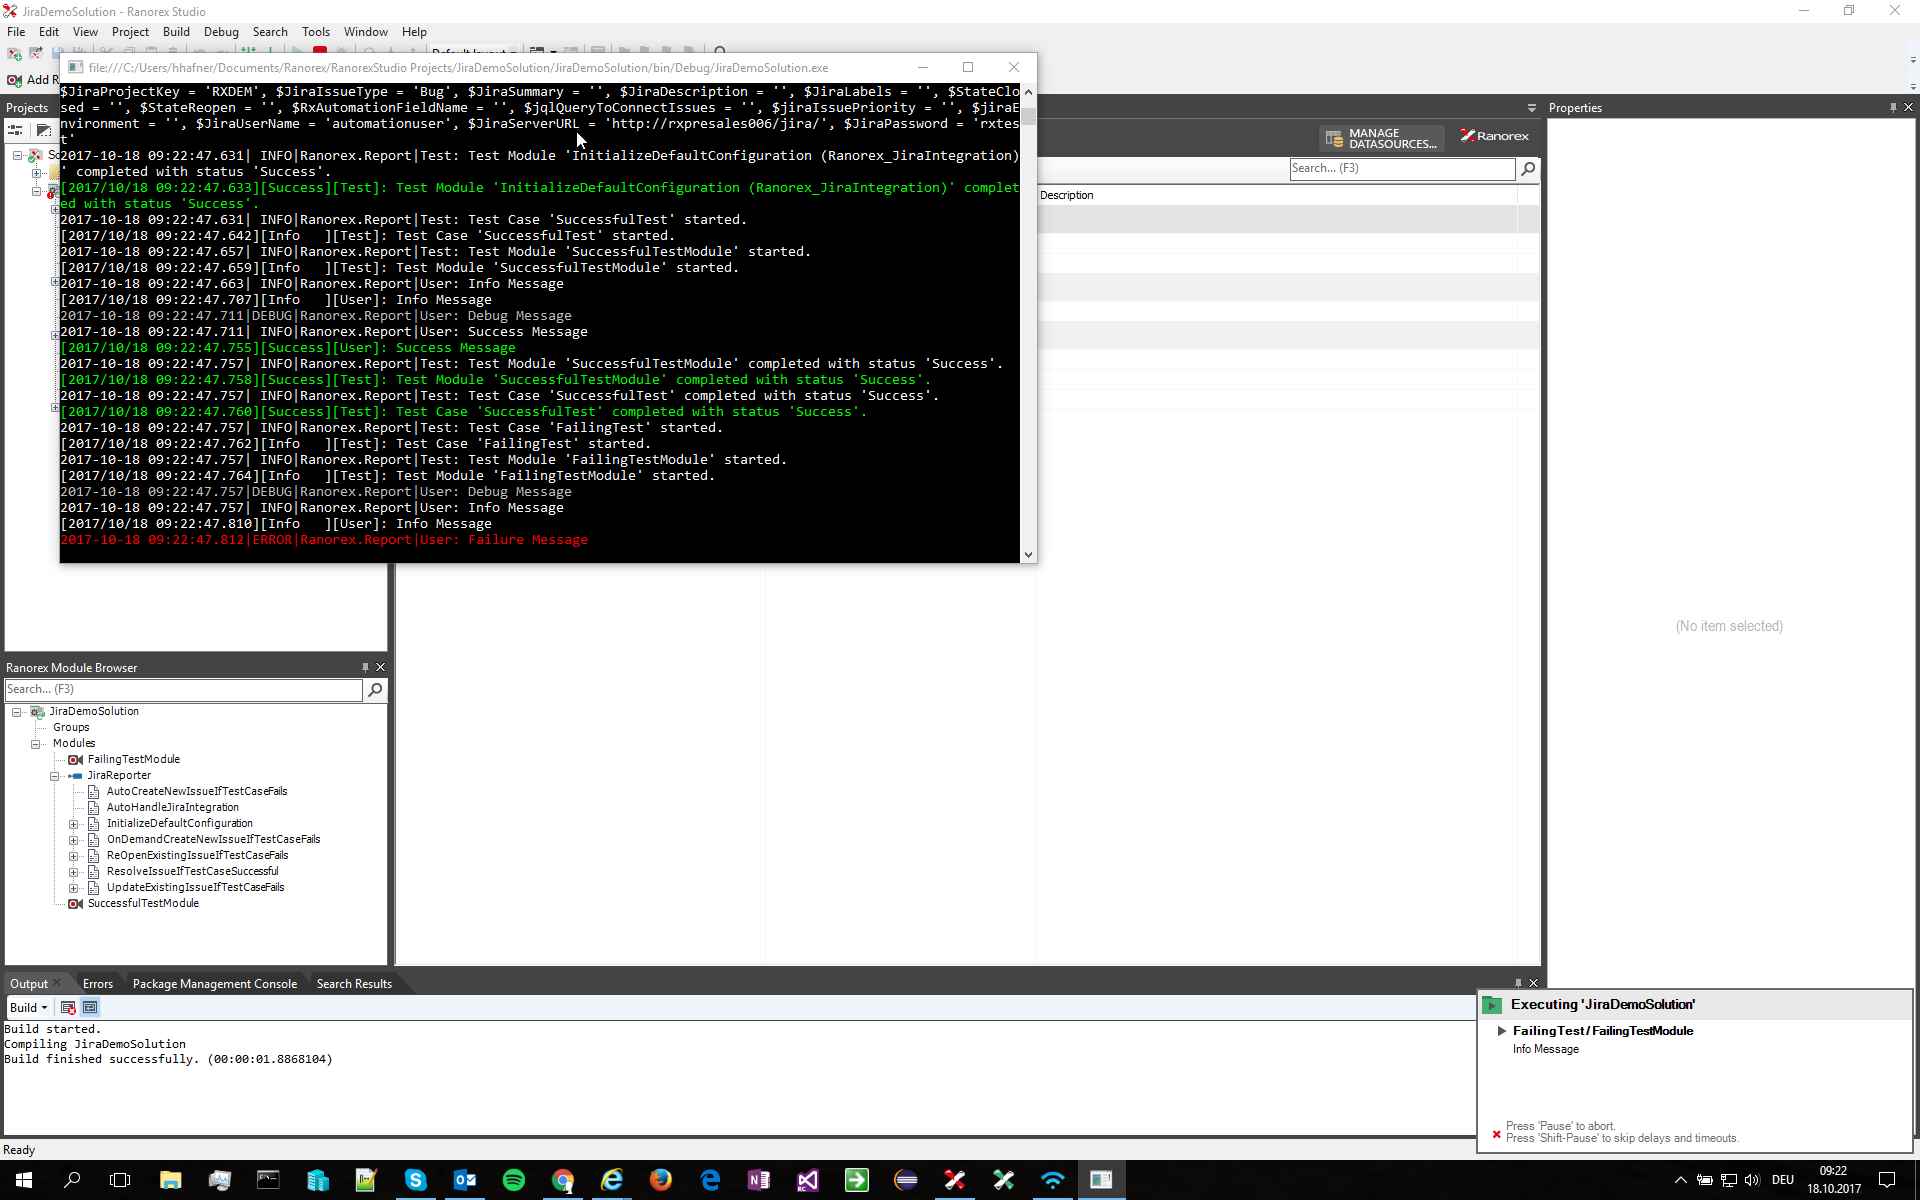 JiraDemoSolution - Ranorex Studio
File Edit View Project Build Debug Search Tools Window Help
file:///C:/Users/hhafner/Documents/Ranorex/RanorexStudio Projects/JiraDemoSolution/JiraDemoSolution/bin/Debug/JiraDemoSolution.exe
Add R
Projects
$JiraProjectKey = 'RXDEM', $JiraIssueType = 'Bug', $JiraSummary = '', $JiraDescription = '', $JiraLabels = '', $StateClo
sed = '', $StateReopen = '', $RxAutomationFieldName = '', $jqlQueryToConnectIssues = '', $jiraIssuePriority = '', $jiraE
nvironment = '', $JiraUserName = 'automationuser', $JiraServerURL = 'http://rxpresales006/jira/', $JiraPassword = 'rxtes
t'
2017-10-18 09:22:47.631| INFO|Ranorex.Report|Test: Test Module 'InitializeDefaultConfiguration (Ranorex_JiraIntegration)
' completed with status 'Success'.
[2017/10/18 09:22:47.633][Success][Test]: Test Module 'InitializeDefaultConfiguration (Ranorex_JiraIntegration)' complet
ed with status 'Success'.
2017-10-18 09:22:47.631| INFO|Ranorex.Report|Test: Test Case 'SuccessfulTest' started.
[2017/10/18 09:22:47.642][Info   ][Test]: Test Case 'SuccessfulTest' started.
2017-10-18 09:22:47.657| INFO|Ranorex.Report|Test: Test Module 'SuccessfulTestModule' started.
[2017/10/18 09:22:47.659][Info   ][Test]: Test Module 'SuccessfulTestModule' started.
2017-10-18 09:22:47.663| INFO|Ranorex.Report|User: Info Message
[2017/10/18 09:22:47.707][Info   ][User]: Info Message
2017-10-18 09:22:47.711|DEBUG|Ranorex.Report|User: Debug Message
2017-10-18 09:22:47.711| INFO|Ranorex.Report|User: Success Message
[2017/10/18 09:22:47.755][Success][User]: Success Message
2017-10-18 09:22:47.757| INFO|Ranorex.Report|Test: Test Module 'SuccessfulTestModule' completed with status 'Success'.
[2017/10/18 09:22:47.758][Success][Test]: Test Module 'SuccessfulTestModule' completed with status 'Success'.
2017-10-18 09:22:47.757| INFO|Ranorex.Report|Test: Test Case 'SuccessfulTest' completed with status 'Success'.
[2017/10/18 09:22:47.760][Success][Test]: Test Case 'SuccessfulTest' completed with status 'Success'.
2017-10-18 09:22:47.757| INFO|Ranorex.Report|Test: Test Case 'FailingTest' started.
[2017/10/18 09:22:47.762][Info   ][Test]: Test Case 'FailingTest' started.
2017-10-18 09:22:47.757| INFO|Ranorex.Report|Test: Test Module 'FailingTestModule' started.
[2017/10/18 09:22:47.764][Info   ][Test]: Test Module 'FailingTestModule' started.
2017-10-18 09:22:47.757|DEBUG|Ranorex.Report|User: Debug Message
2017-10-18 09:22:47.757| INFO|Ranorex.Report|User: Info Message
[2017/10/18 09:22:47.810][Info   ][User]: Info Message
2017-10-18 09:22:47.812|ERROR|Ranorex.Report|User: Failure Message
MANAGE
DATASOURCES...
Ranorex
Search... (F3)
Description
Properties
(No item selected)
Ranorex Module Browser
Search... (F3)
JiraDemoSolution
Groups
Modules
FailingTestModule
JiraReporter
AutoCreateNewIssueIfTestCaseFails
AutoHandleJiraIntegration
InitializeDefaultConfiguration
OnDemandCreateNewIssueIfTestCaseFails
ReOpenExistingIssueIfTestCaseFails
ResolveIssueIfTestCaseSuccessful
UpdateExistingIssueIfTestCaseFails
SuccessfulTestModule
Output Errors Package Management Console Search Results
Build
Build started.
Compiling JiraDemoSolution
Build finished successfully. (00:00:01.8868104)
Executing 'JiraDemoSolution'
FailingTest / FailingTestModule
Info Message
Press 'Pause' to abort.
Press 'Shift-Pause' to skip delays and timeouts.
Ready
DEU
09:22
18.10.2017